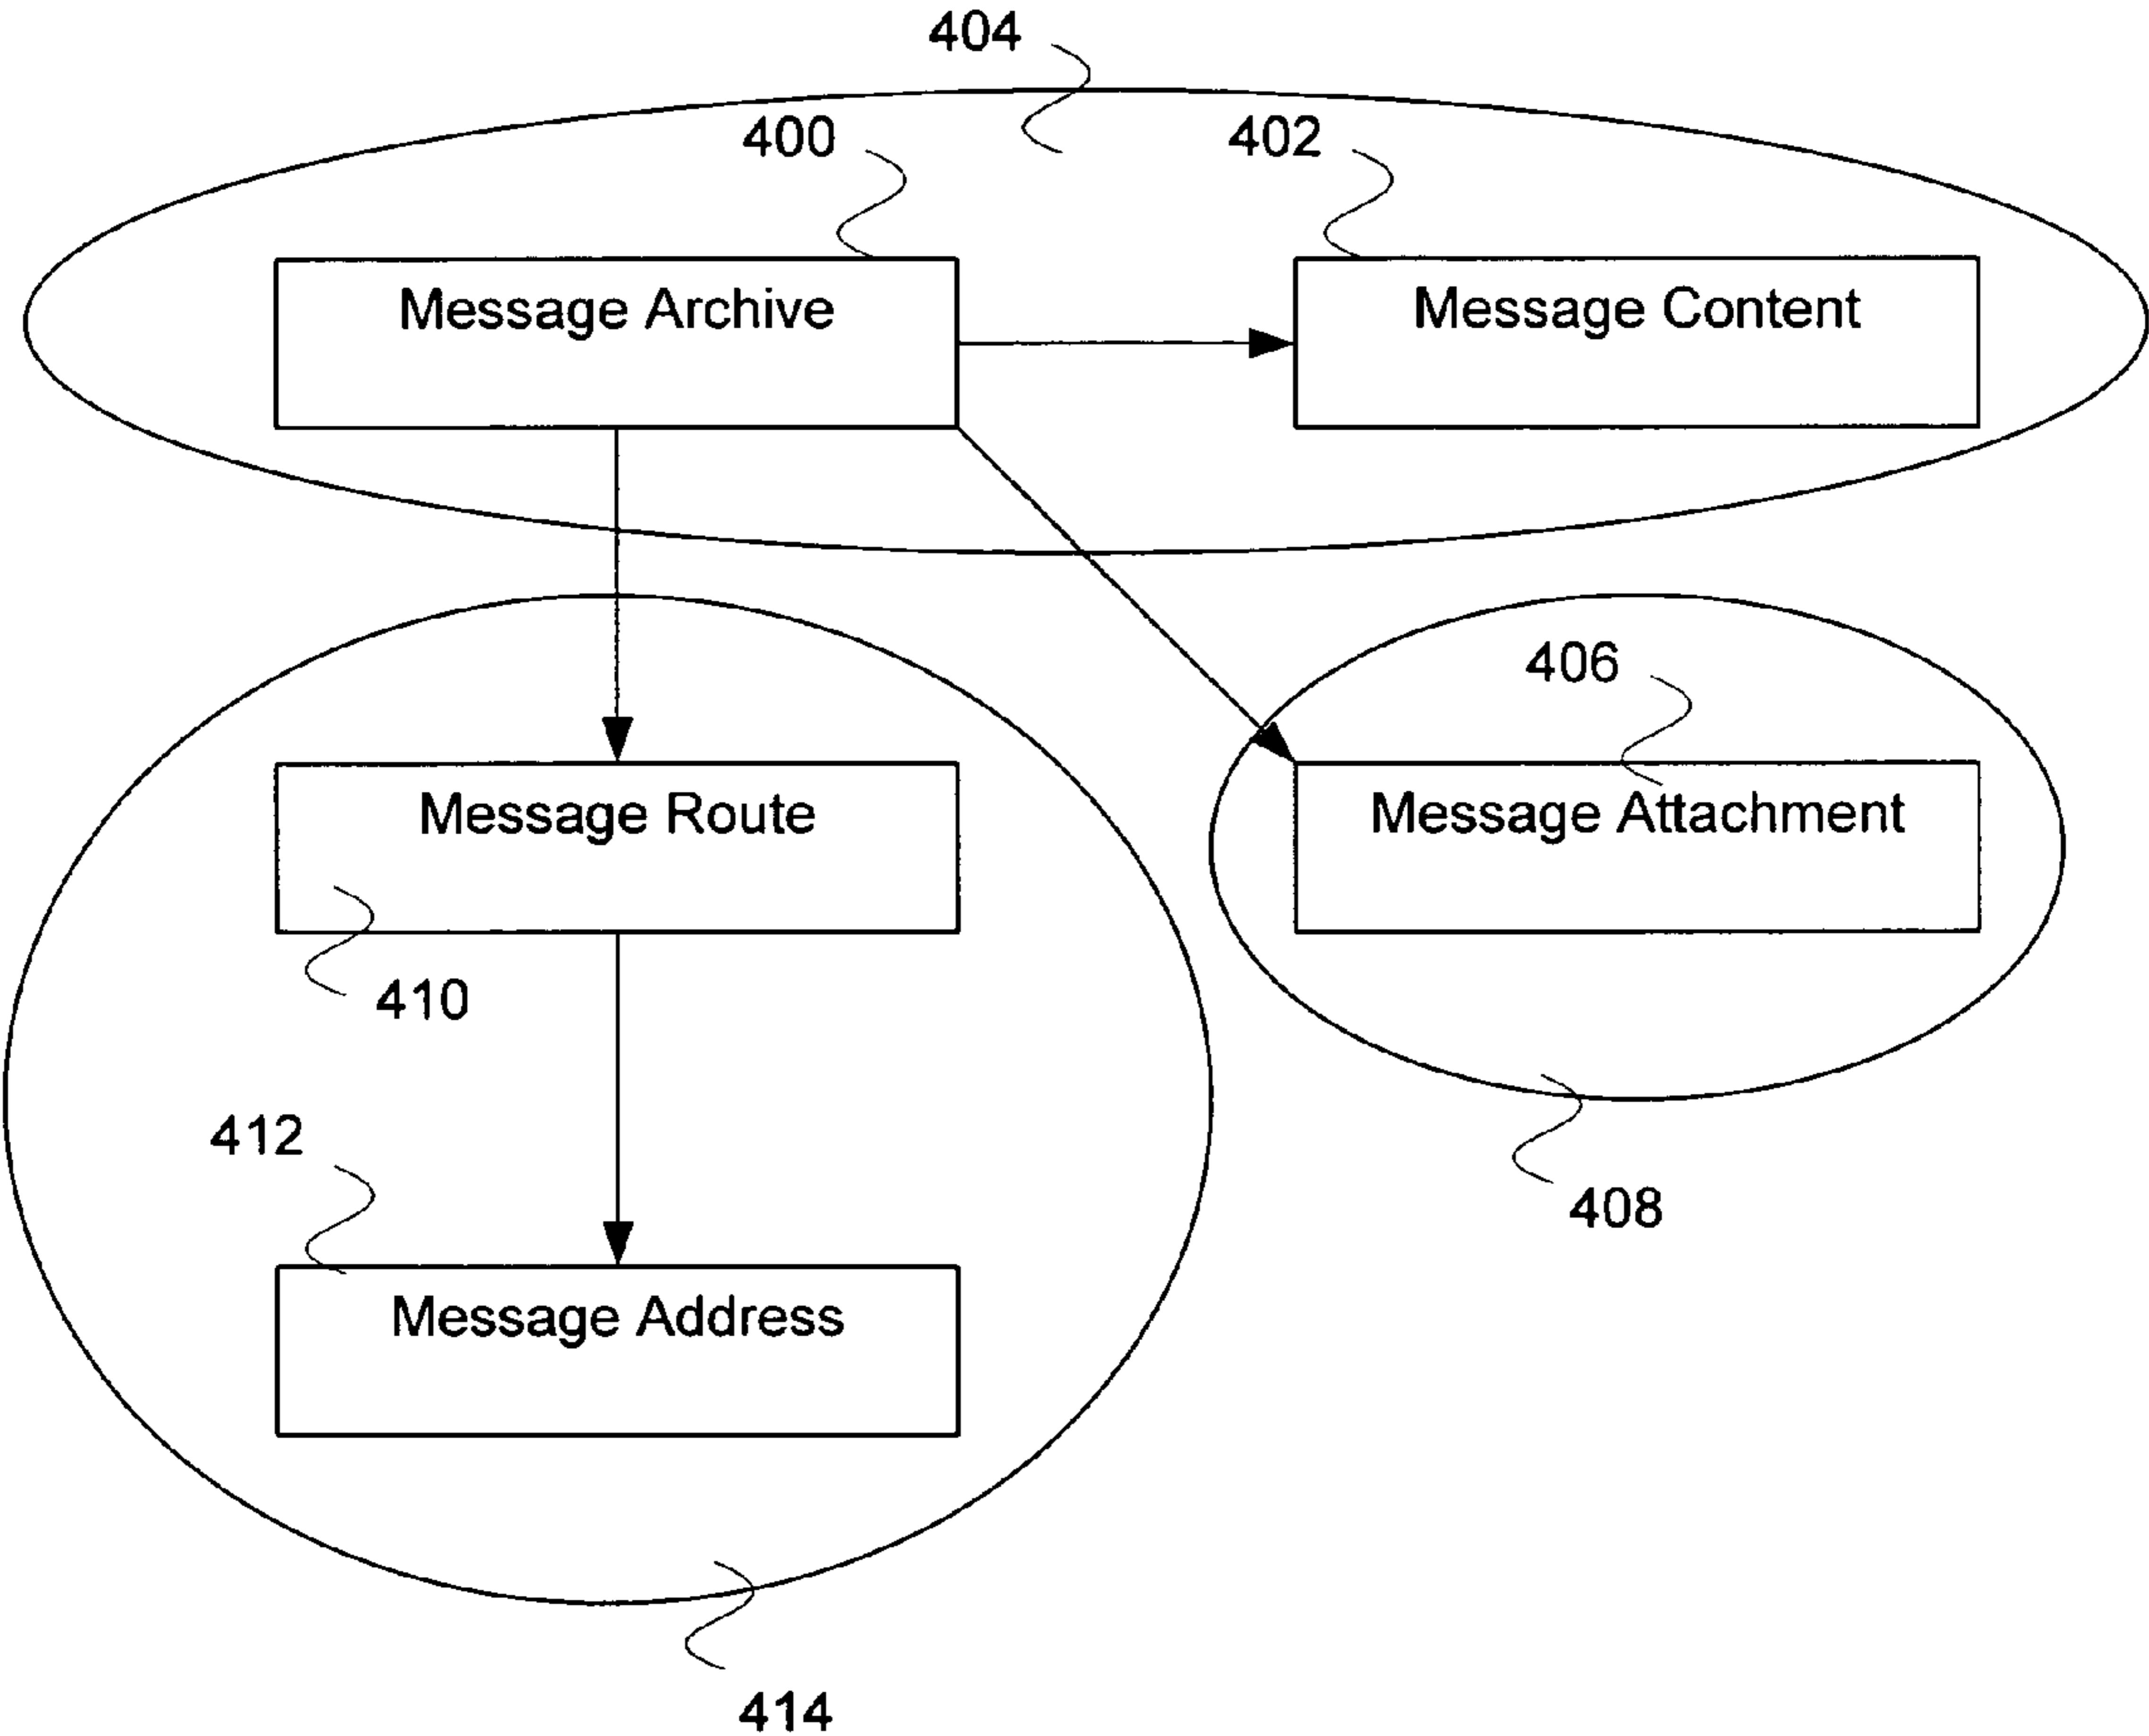 404
400
402
Message Archive
Message Content
406
Message Route
Message Attachment
410
412
408
Message Address
414